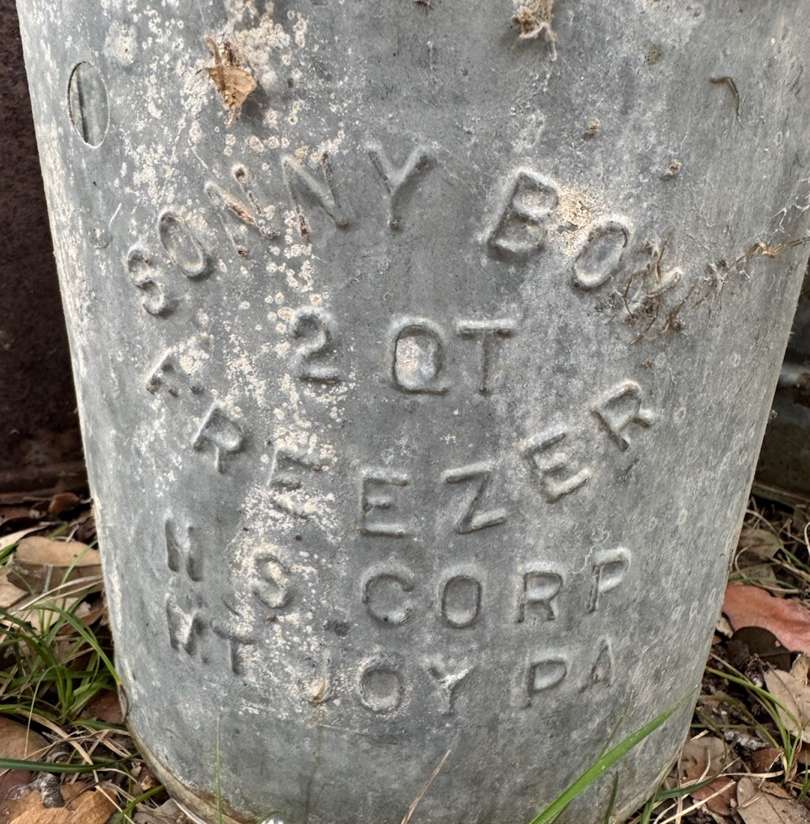 SONNY BOY
2 QT
FREEZER
H S CORP
MT JOY PA